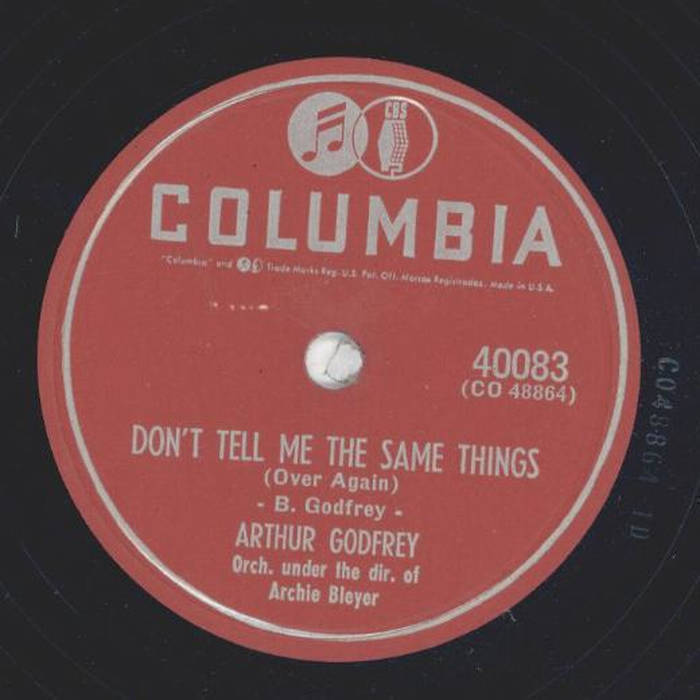 CBS
COLUMBIA
"Columbia" and Trade Marks Reg. U.S. Pat. Off. Marcas Registradas. Made in U.S.A.
40083
(CO 48864)
DON'T TELL ME THE SAME THINGS
(Over Again)
- B. Godfrey -
ARTHUR GODFREY
Orch. under the dir. of
Archie Bleyer
CO48864 1D